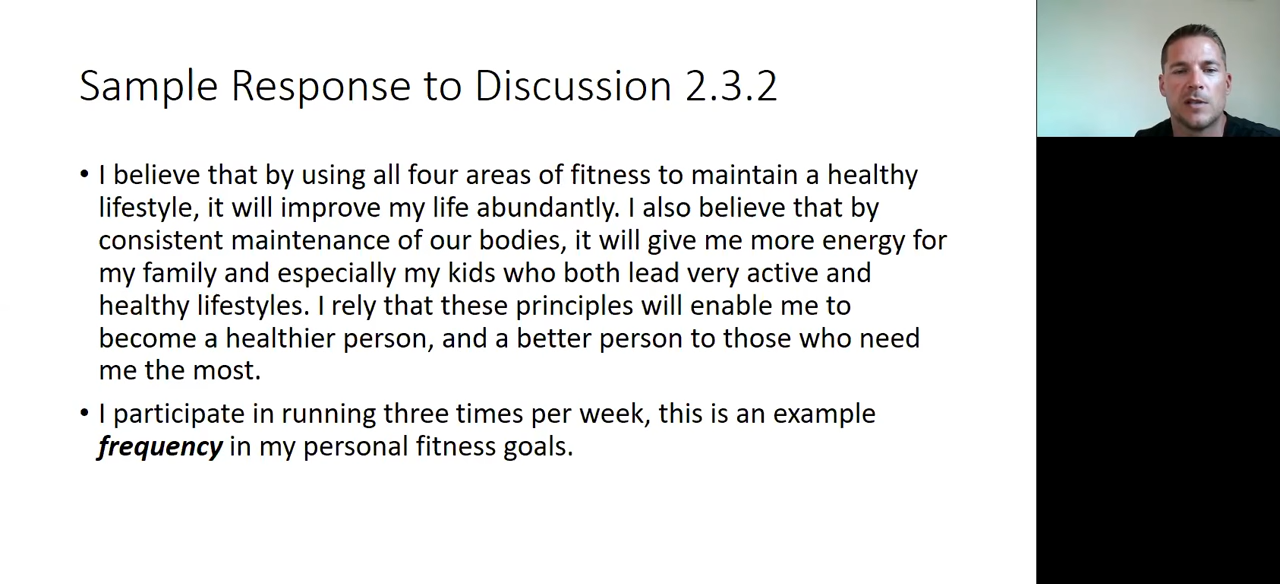 Sample Response to Discussion 2.3.2
• I believe that by using all four areas of fitness to maintain a healthy
lifestyle, it will improve my life abundantly. I also believe that by
consistent maintenance of our bodies, it will give me more energy for
my family and especially my kids who both lead very active and
healthy lifestyles. I rely that these principles will enable me to
become a healthier person, and a better person to those who need
me the most.
• I participate in running three times per week, this is an example
frequency in my personal fitness goals.